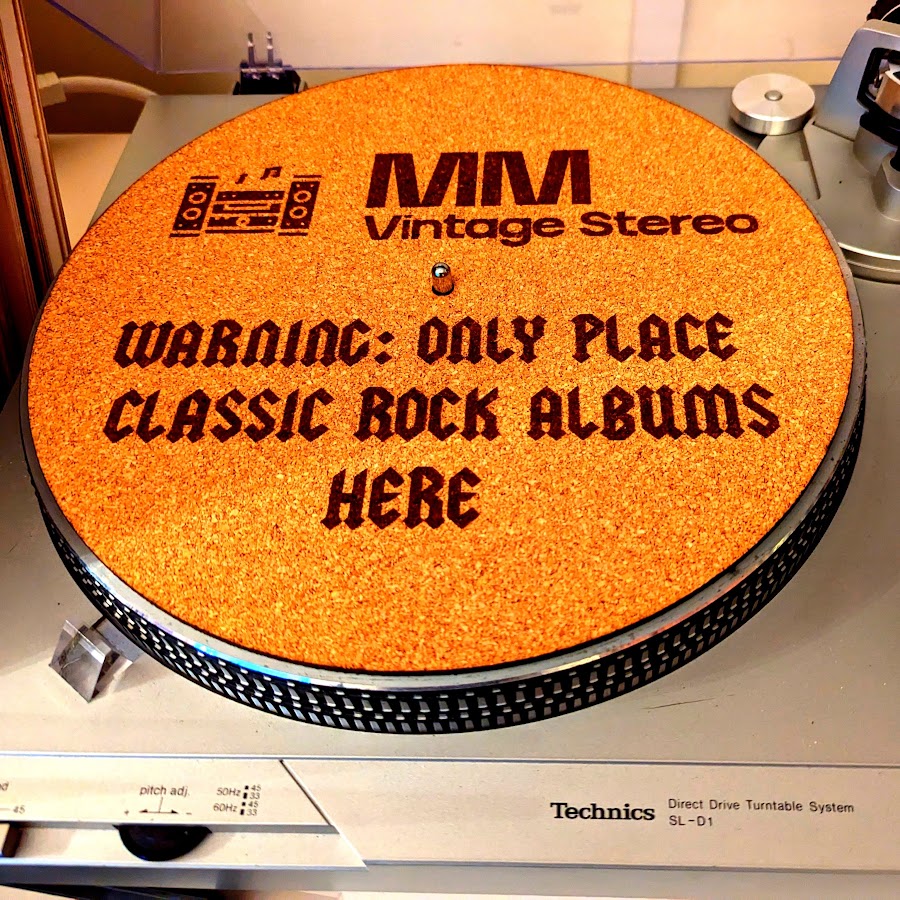 MM
Vintage Stereo
WARNING: ONLY PLACE
CLASSIC ROCK ALBUMS
HERE
45
pitch adj.
50Hz 45
33
60Hz 45
33
Technics
Direct Drive Turntable System
SL-D1